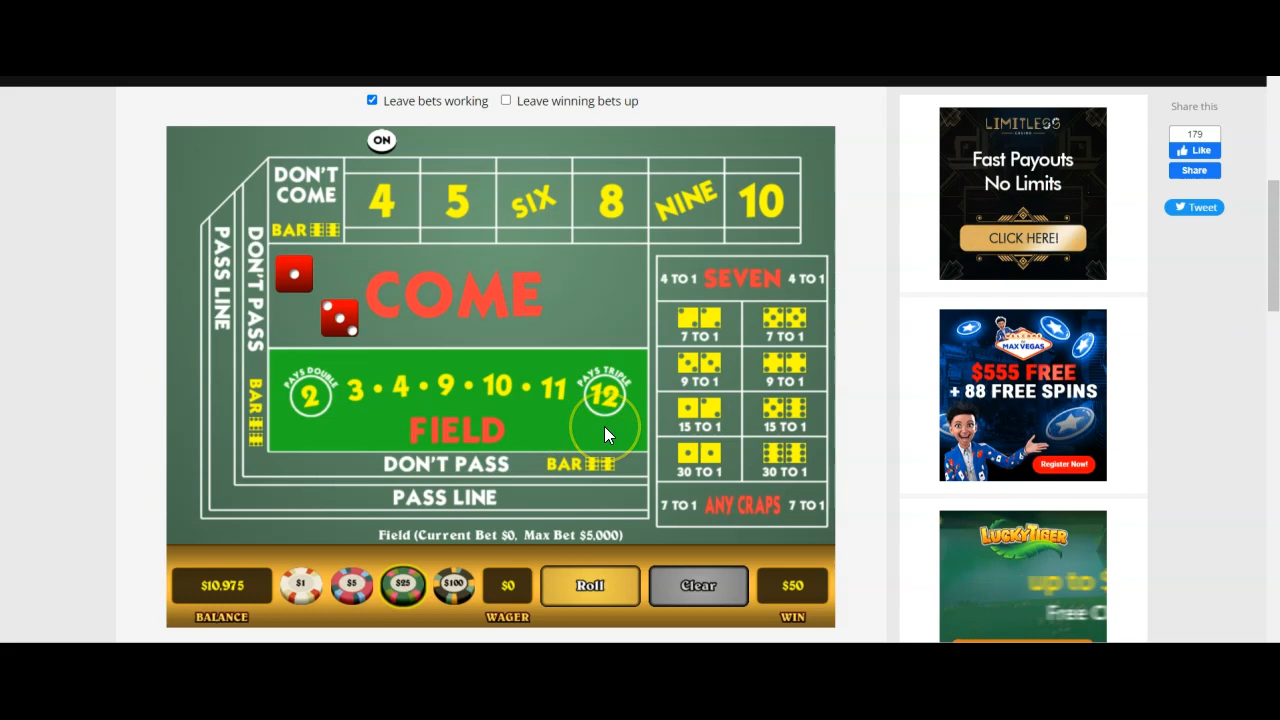 Leave bets working
Leave winning bets up
Share this
179
Like
Share
Tweet
ON
DON'T
COME
BAR
4
5
SIX
8
NINE
10
PASS LINE
DON'T PASS
BAR
COME
4 TO 1 SEVEN 4 TO 1
7 TO 1
7 TO 1
9 TO 1
9 TO 1
15 TO 1
15 TO 1
30 TO 1
30 TO 1
7 TO 1 ANY CRAPS 7 TO 1
PAYS DOUBLE
2
3 • 4 • 9 • 10 • 11
PAYS TRIPLE
12
FIELD
DON'T PASS BAR
PASS LINE
Field (Current Bet $0, Max Bet $5,000)
$10,975
BALANCE
$1
$5
$25
$100
$0
WAGER
Roll
Clear
$50
WIN
LIMITLESS
CASINO
Fast Payouts
No Limits
CLICK HERE!
WELCOME TO
MAX VEGAS
$555 FREE
+ 88 FREE SPINS
Register Now!
LUCKYTIGER
up to
Free